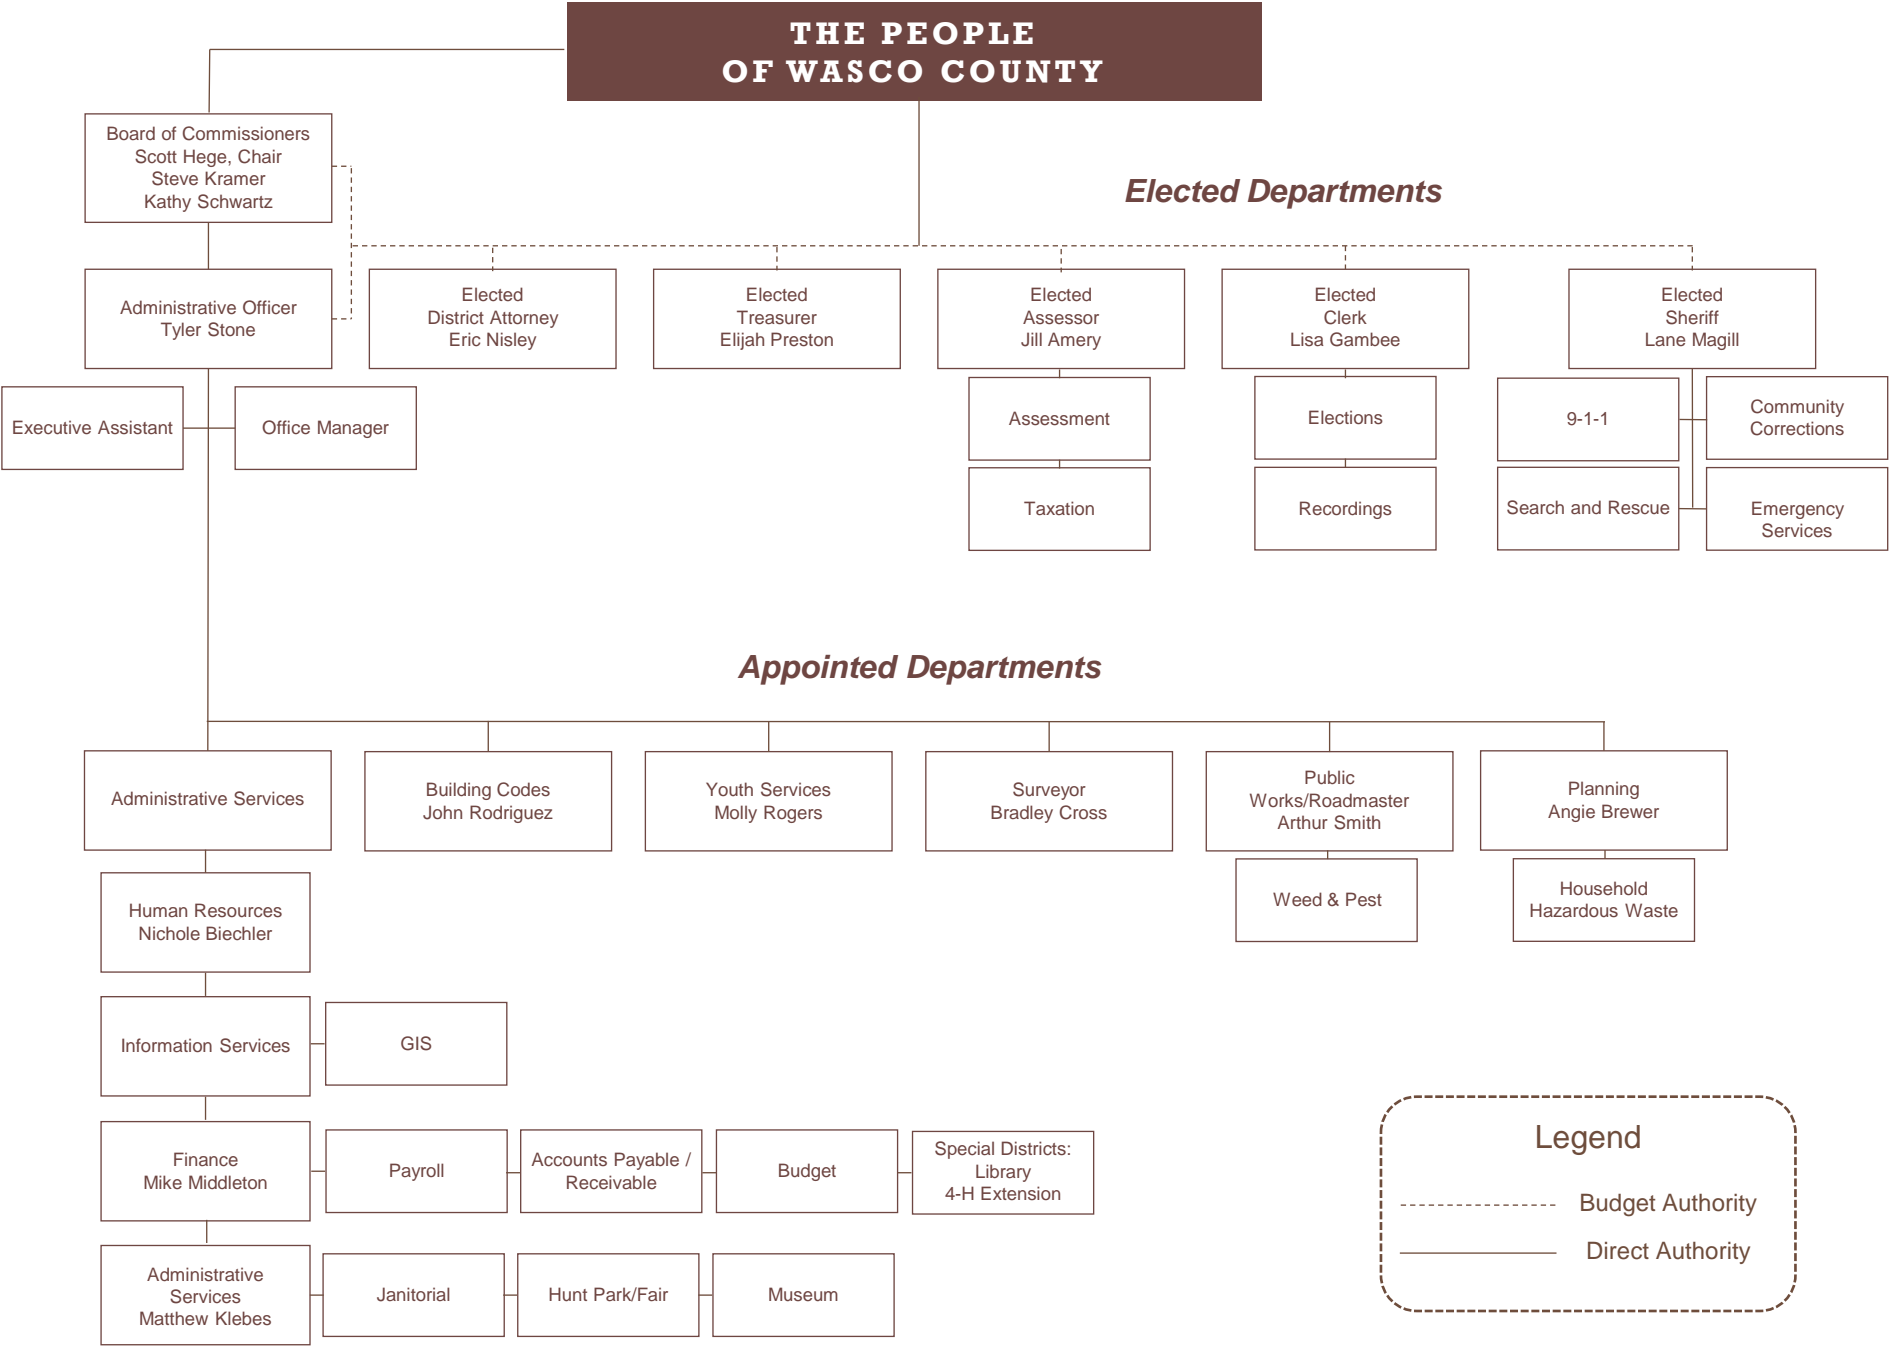 THE PEOPLE
OF WASCO COUNTY
Board of Commissioners
Scott Hege, Chair
Steve Kramer
Kathy Schwartz
Elected Departments
Administrative Officer
Tyler Stone
Elected
District Attorney
Eric Nisley
Elected
Treasurer
Elijah Preston
Elected
Assessor
Jill Amery
Elected
Clerk
Lisa Gambee
Elected
Sheriff
Lane Magill
Executive Assistant
Office Manager
Assessment
Elections
9-1-1
Community
Corrections
Taxation
Recordings
Search and Rescue
Emergency
Services
Appointed Departments
Administrative Services
Building Codes
John Rodriguez
Youth Services
Molly Rogers
Surveyor
Bradley Cross
Public
Works/Roadmaster
Arthur Smith
Planning
Angie Brewer
Human Resources
Nichole Biechler
Weed & Pest
Household
Hazardous Waste
Information Services
GIS
Finance
Mike Middleton
Payroll
Accounts Payable /
Receivable
Budget
Special Districts:
Library
4-H Extension
Administrative
Services
Matthew Klebes
Janitorial
Hunt Park/Fair
Museum
Legend
Budget Authority
Direct Authority